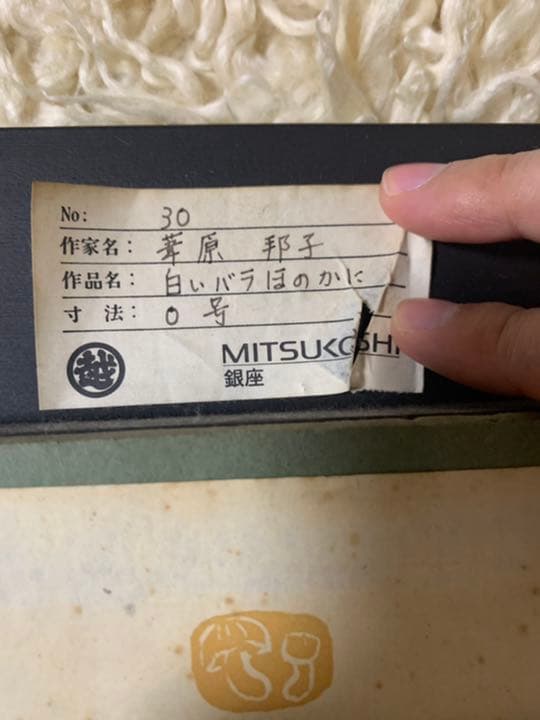 No: 30
作家名: 葦原 邦子
作品名: 白いバラほのかに
寸 法: 0 号
越 MITSUKOSHI
銀座